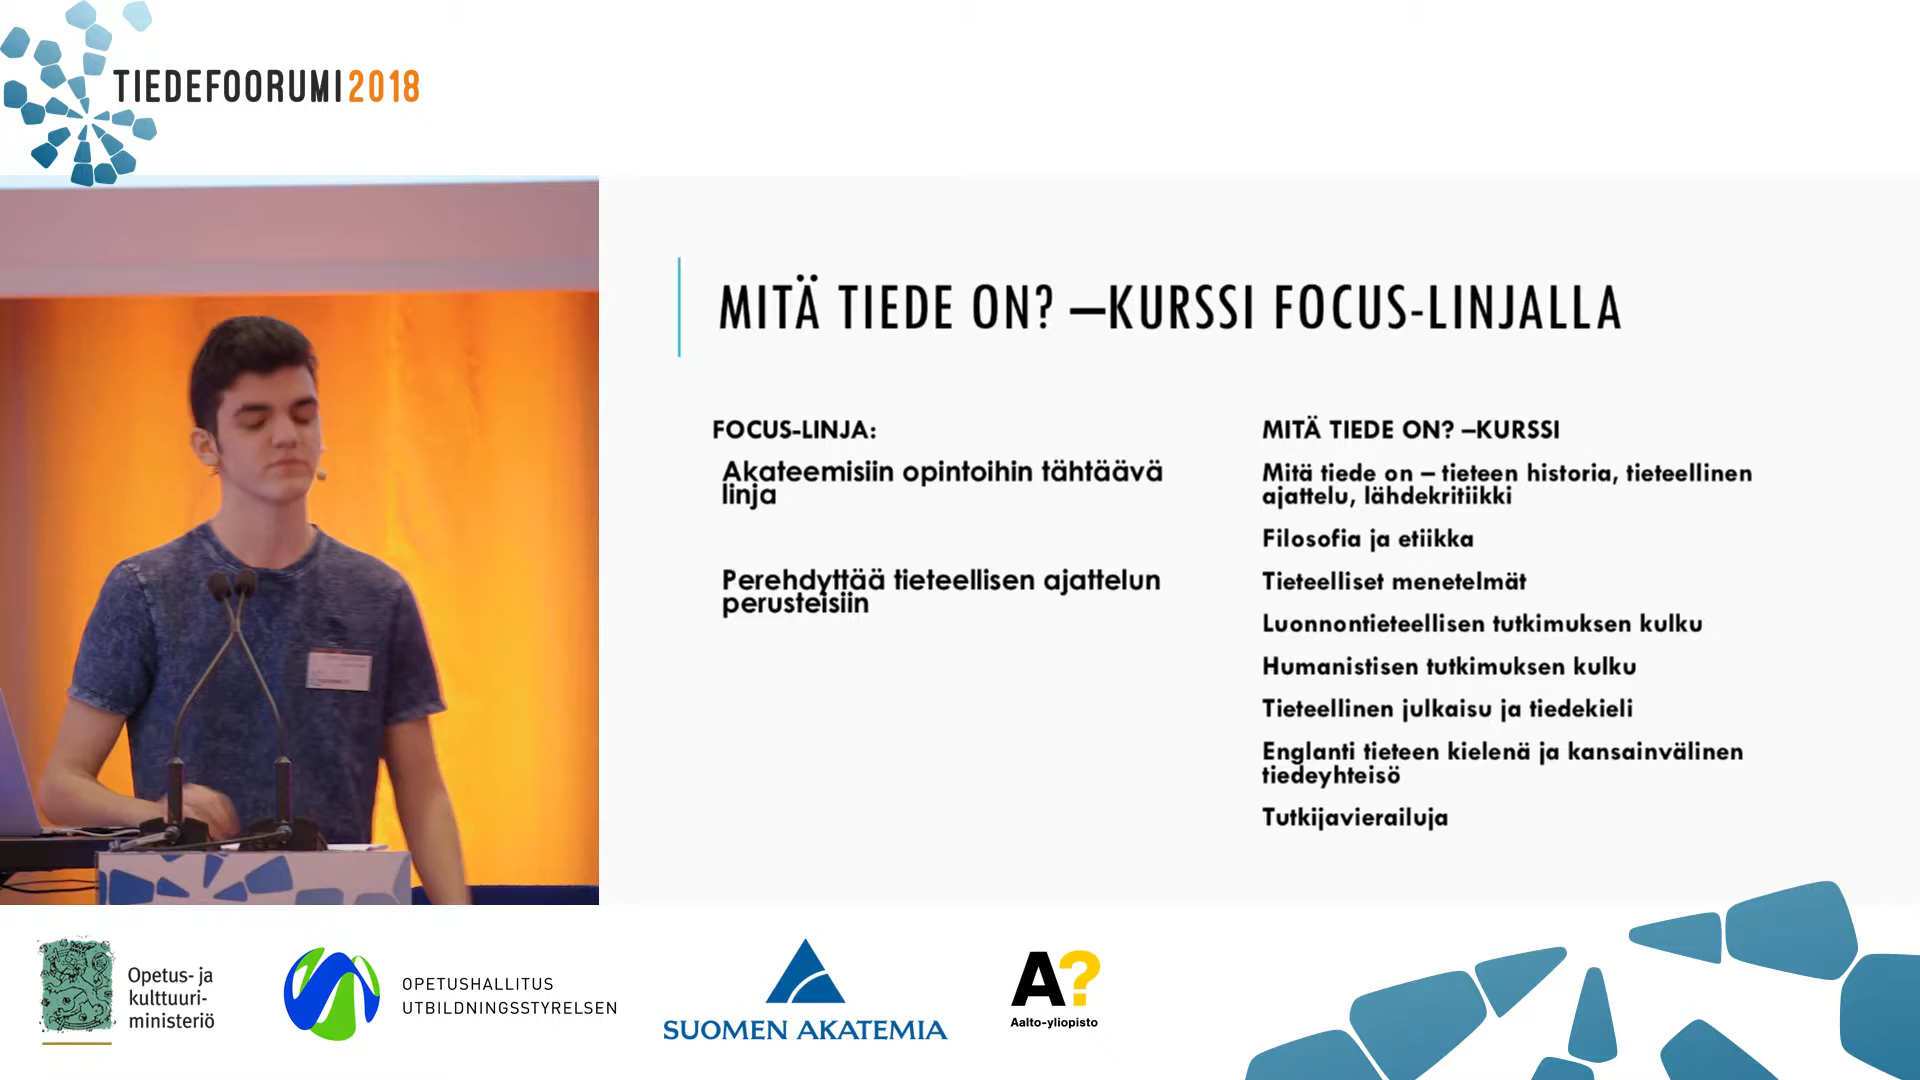 TIEDEFOORUMI2018
MITÄ TIEDE ON? –KURSSI FOCUS-LINJALLA
FOCUS-LINJA:
Akateemisiin opintoihin tähtäävä
linja
Perehdyttää tieteellisen ajattelun
perusteisiin
MITÄ TIEDE ON? –KURSSI
Mitä tiede on – tieteen historia, tieteellinen
ajattelu, lähdekritiikki
Filosofia ja etiikka
Tieteelliset menetelmät
Luonnontieteellisen tutkimuksen kulku
Humanistisen tutkimuksen kulku
Tieteellinen julkaisu ja tiedekieli
Englanti tieteen kielenä ja kansainvälinen
tiedeyhteisö
Tutkijavierailuja
Opetus- ja
kulttuuri-
ministeriö
OPETUSHALLITUS
UTBILDNINGSSTYRELSEN
SUOMEN AKATEMIA
A?
Aalto-yliopisto